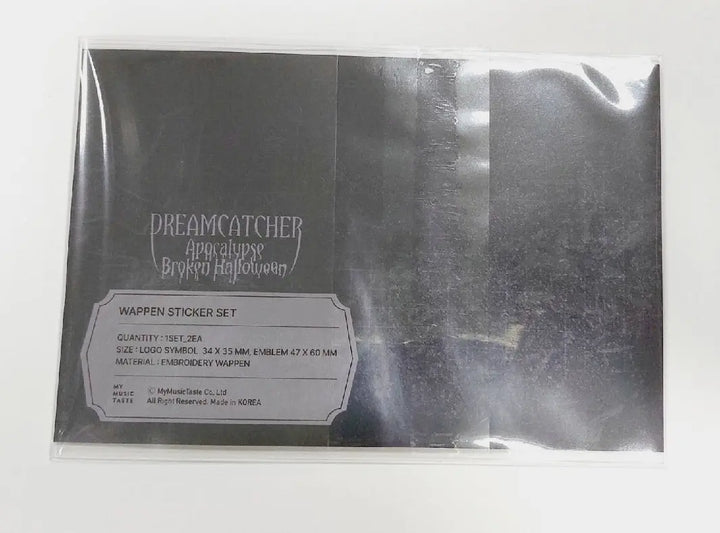 DREAMCATCHER
Apocalypse
Broken Halloween
WAPPEN STICKER SET
QUANTITY : 1SET_2EA
SIZE : LOGO SYMBOL 34 X 35 MM, EMBLEM 47 X 60 MM
MATERIAL : EMBROIDERY WAPPEN
MY
MUSIC
TASTE
Ⓒ MyMusicTaste Co., Ltd
All Right Reserved. Made in KOREA